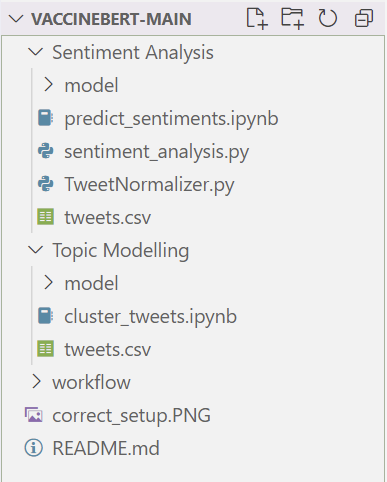 VACCINEBERT-MAIN
Sentiment Analysis
model
predict_sentiments.ipynb
sentiment_analysis.py
TweetNormalizer.py
tweets.csv
Topic Modelling
model
cluster_tweets.ipynb
tweets.csv
workflow
correct_setup.PNG
README.md